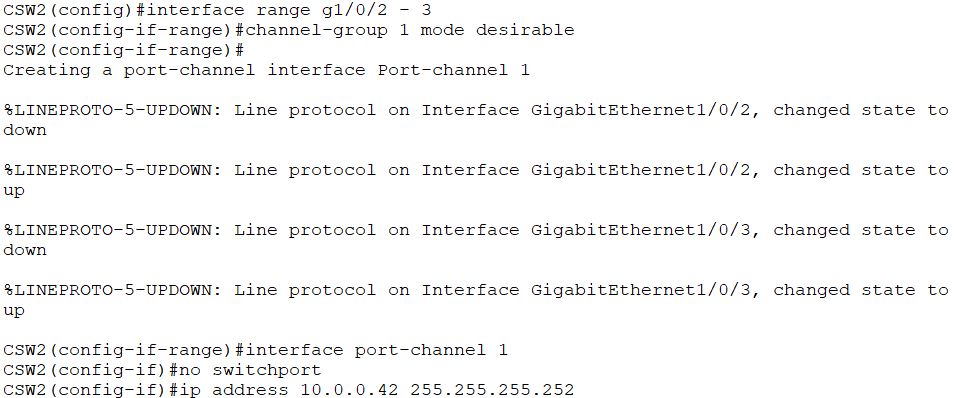 CSW2(config)#interface range g1/0/2 - 3
CSW2(config-if-range)#channel-group 1 mode desirable
CSW2(config-if-range)#
Creating a port-channel interface Port-channel 1
%LINEPROTO-5-UPDOWN: Line protocol on Interface GigabitEthernet1/0/2, changed state to
down
%LINEPROTO-5-UPDOWN: Line protocol on Interface GigabitEthernet1/0/2, changed state to
up
%LINEPROTO-5-UPDOWN: Line protocol on Interface GigabitEthernet1/0/3, changed state to
down
%LINEPROTO-5-UPDOWN: Line protocol on Interface GigabitEthernet1/0/3, changed state to
up
CSW2(config-if-range)#interface port-channel 1
CSW2(config-if)#no switchport
CSW2(config-if)#ip address 10.0.0.42 255.255.255.252